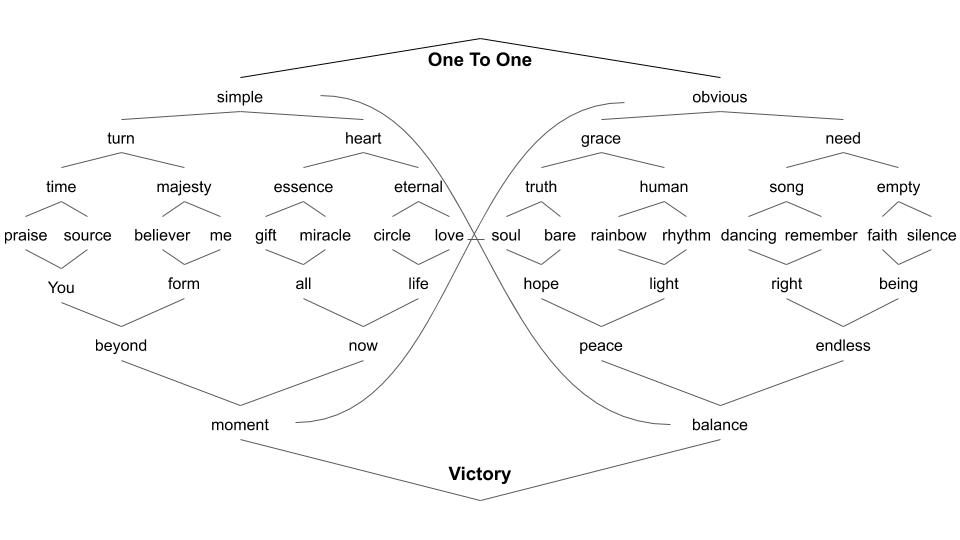 One To One
simple obvious
turn heart grace need
time majesty essence eternal truth human song empty
praise source believer me gift miracle circle love soul bare rainbow rhythm dancing remember faith silence
You form all life hope light right being
beyond now peace endless
moment balance
Victory